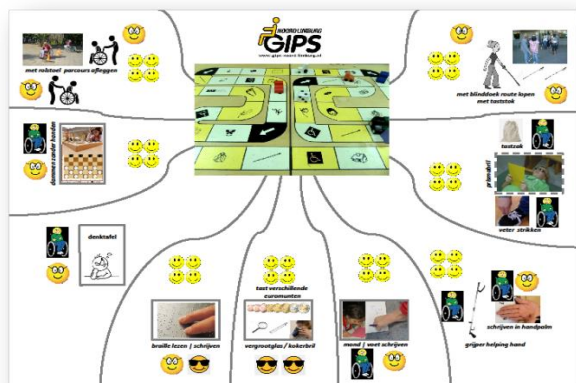 NOORD LIMBURG
GIPS
www.gips-noord-limburg.nl
met rolstoel parcours afleggen
met blinddoek route lopen
met taststok
dammen zonder handen
tastzak
prismabril
veter strikken
denktafel
tast verschillende
euromunten
braille lezen / schrijven
vergrootglas / kokerbril
mond / voet schrijven
schrijven in handpalm
grijper helping hand